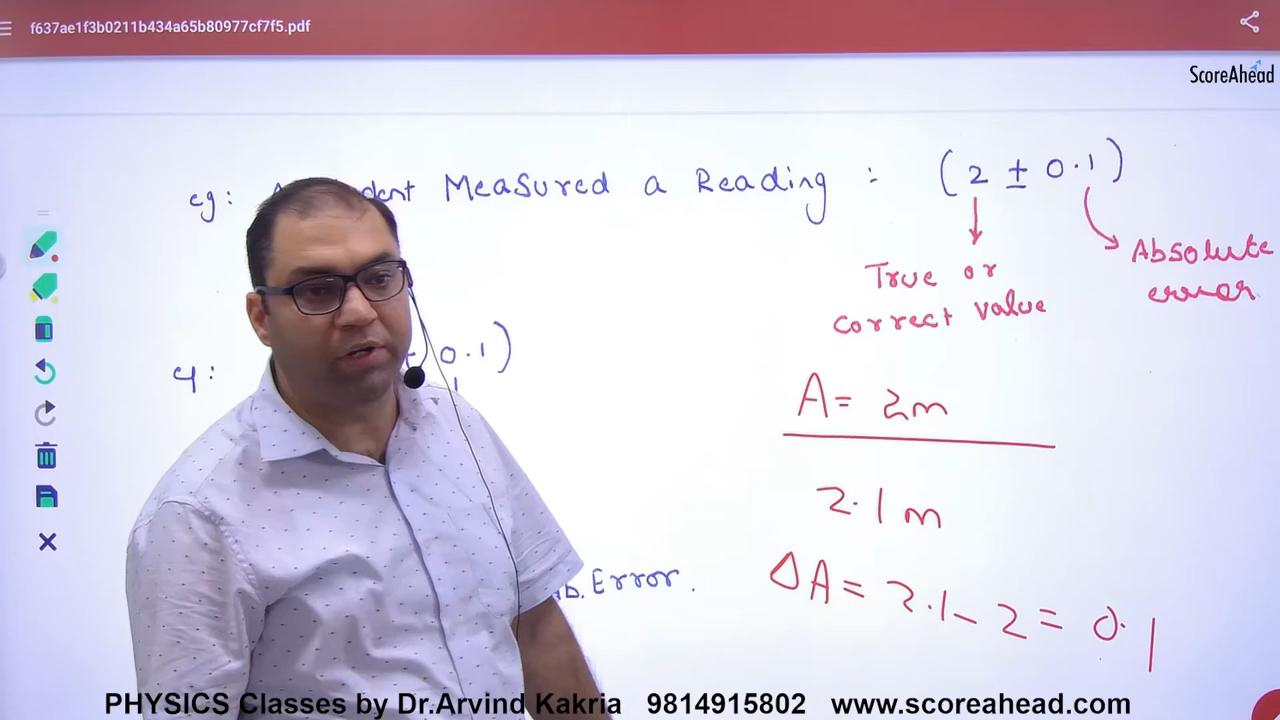 f637ae1f3b0211b434a65b80977cf7f5.pdf
ScoreAhead
eg: Measured a Reading : (2 ± 0.1)
True or
correct value
Absolute
error
0.1)
A = 2m
2.1 m
Error.
ΔA = 2.1 - 2 = 0.1
PHYSICS Classes by Dr.Arvind Kakria 9814915802 www.scoreahead.com